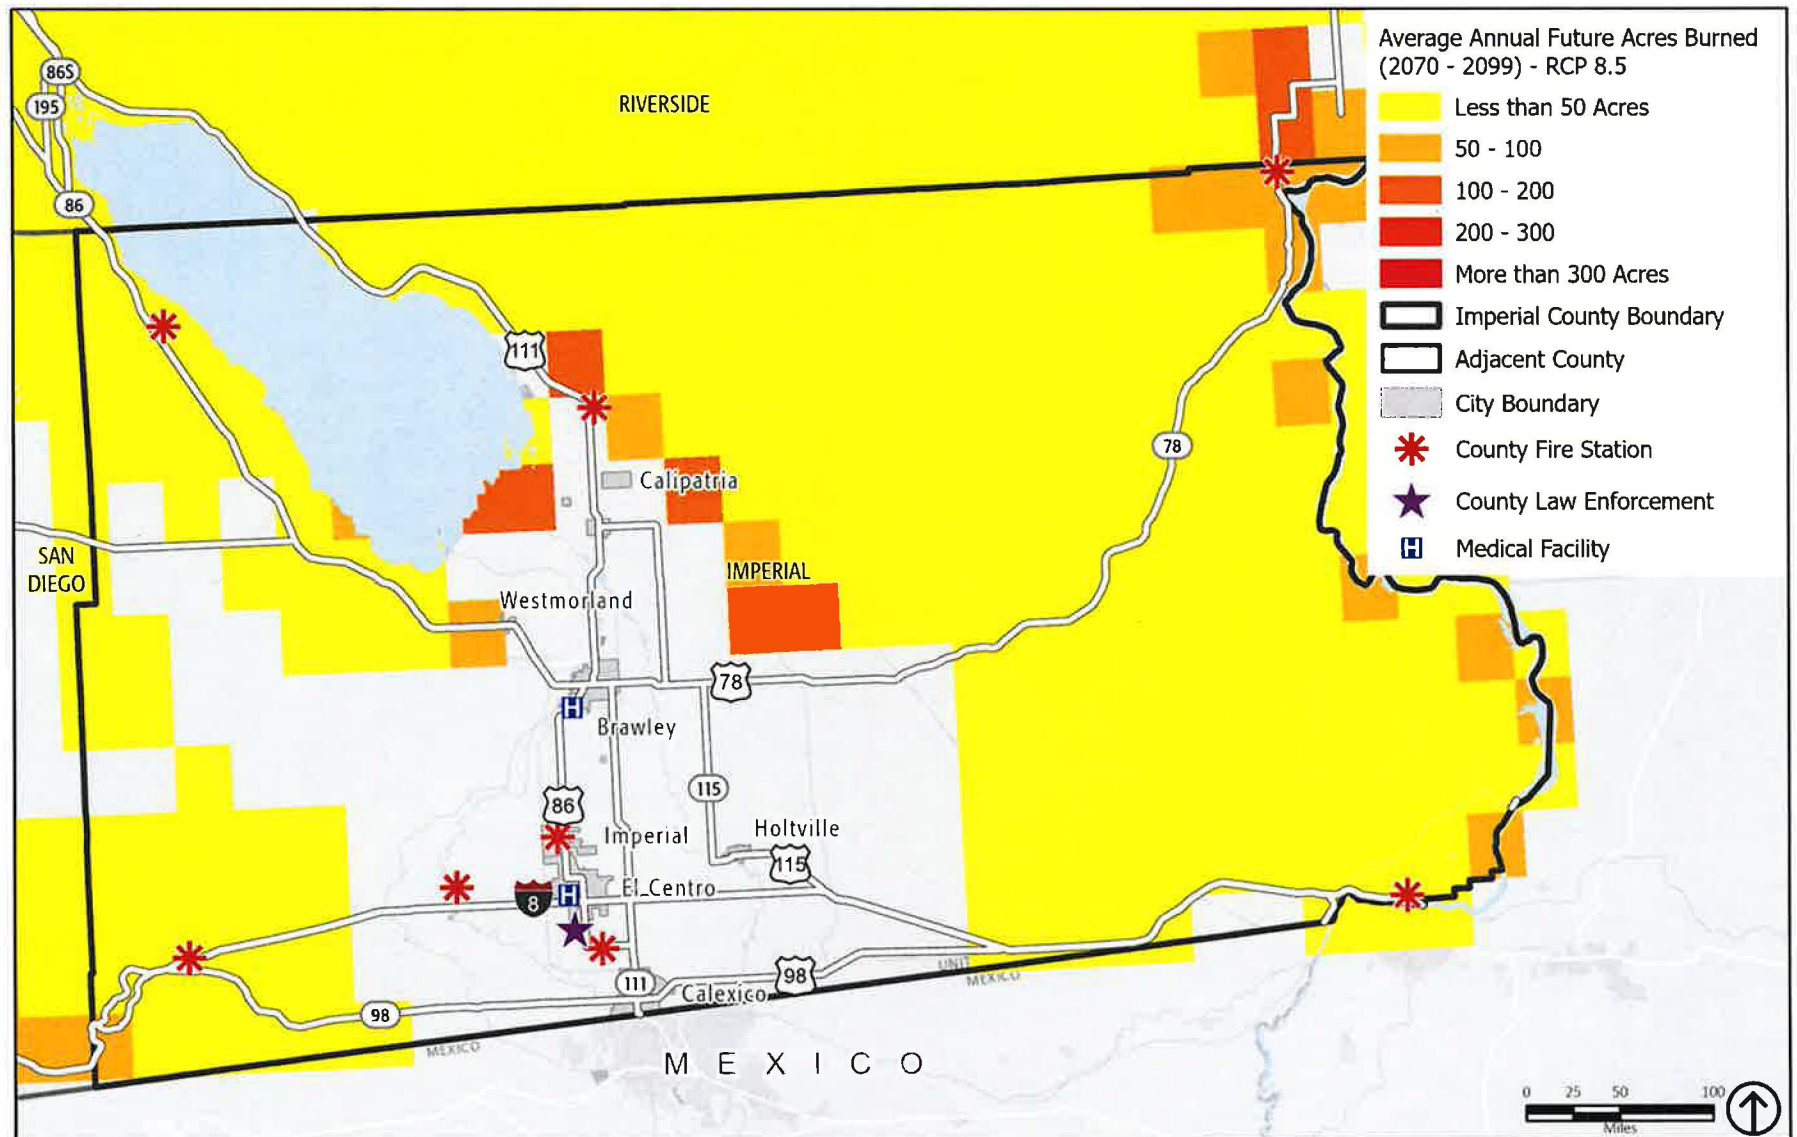 Average Annual Future Acres Burned
(2070 - 2099) - RCP 8.5
Less than 50 Acres
50 - 100
100 - 200
200 - 300
More than 300 Acres
Imperial County Boundary
Adjacent County
City Boundary
County Fire Station
County Law Enforcement
H Medical Facility
86S
195
RIVERSIDE
86
111
78
Calipatria
SAN
DIEGO
IMPERIAL
Westmorland
78
H
Brawley
115
86
Imperial
Holtville
115
El Centro
8
H
UNIT
MEXICO
98
111
Calexico
98
MEXICO
MEXICO
0 25 50 100
Miles